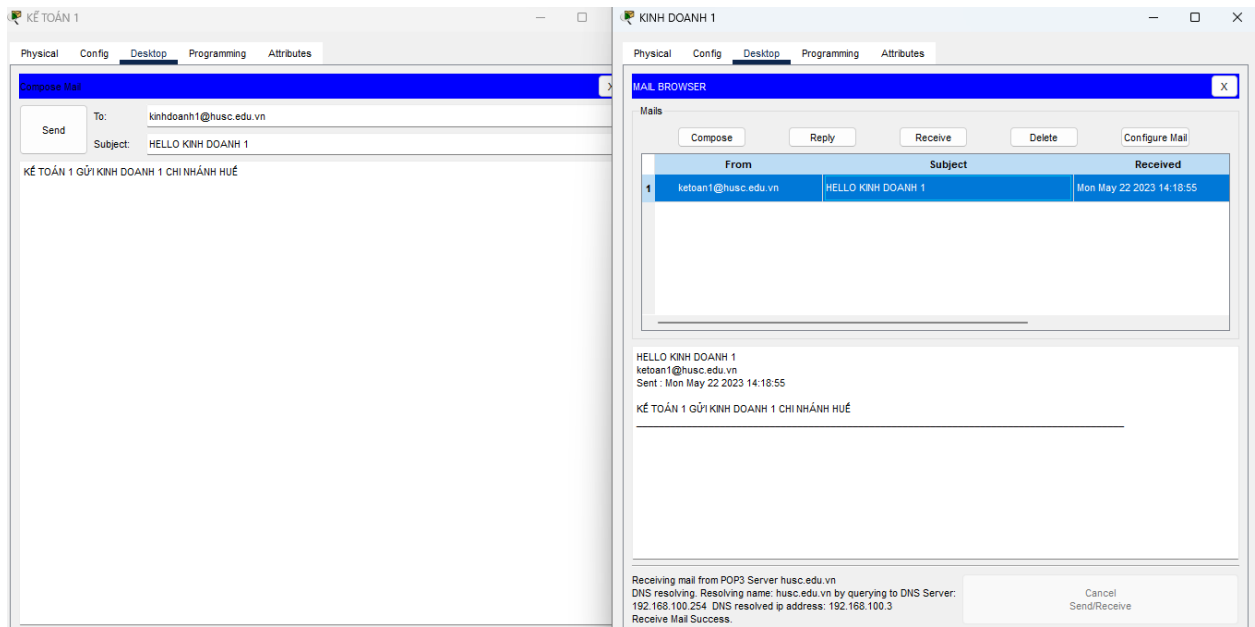 KẾ TOÁN 1
Physical Config Desktop Programming Attributes
Compose Mail X
Send
To: kinhdoanh1@husc.edu.vn
Subject: HELLO KINH DOANH 1
KẾ TOÁN 1 GỬI KINH DOANH 1 CHI NHÁNH HUẾ
KINH DOANH 1
Physical Config Desktop Programming Attributes
MAIL BROWSER X
Mails
Compose Reply Receive Delete Configure Mail
From Subject Received
1 ketoan1@husc.edu.vn HELLO KINH DOANH 1 Mon May 22 2023 14:18:55
HELLO KINH DOANH 1
ketoan1@husc.edu.vn
Sent : Mon May 22 2023 14:18:55
KẾ TOÁN 1 GỬI KINH DOANH 1 CHI NHÁNH HUẾ
Receiving mail from POP3 Server husc.edu.vn
DNS resolving. Resolving name: husc.edu.vn by querying to DNS Server:
192.168.100.254 DNS resolved ip address: 192.168.100.3
Receive Mail Success.
Cancel
Send/Receive